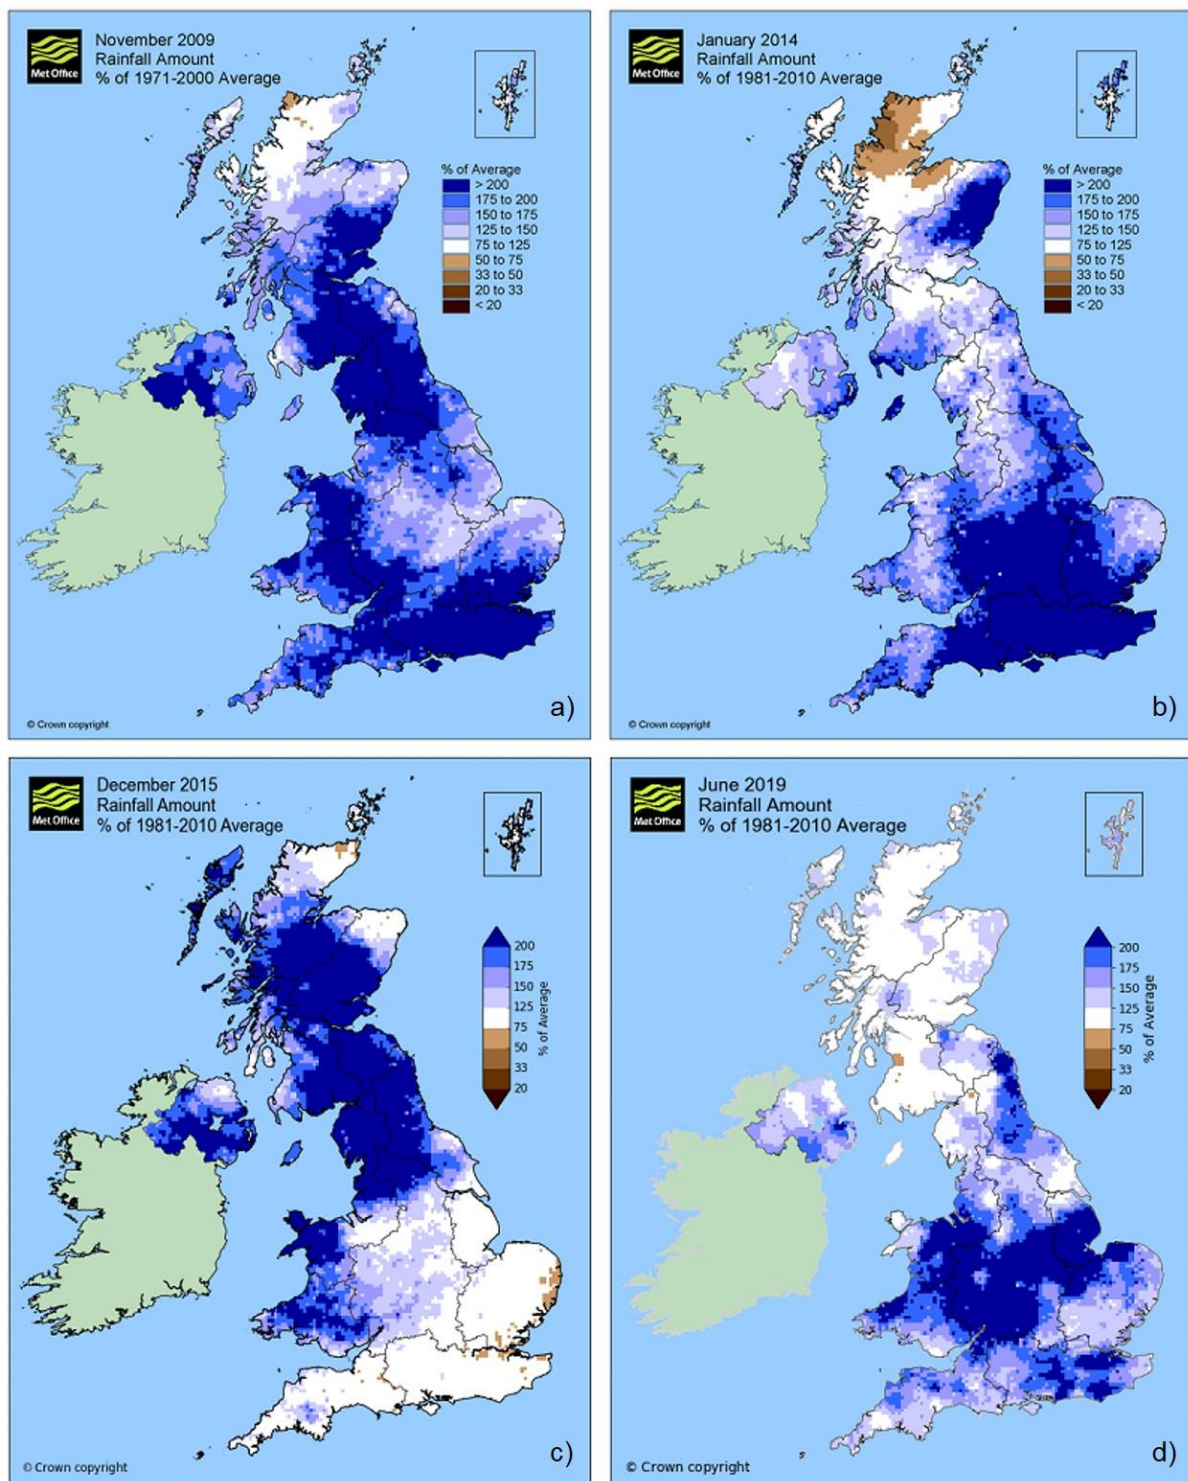 Met Office
November 2009
Rainfall Amount
% of 1971-2000 Average
% of Average
> 200
175 to 200
150 to 175
125 to 150
75 to 125
50 to 75
33 to 50
20 to 33
< 20
© Crown copyright
a)
Met Office
January 2014
Rainfall Amount
% of 1981-2010 Average
% of Average
> 200
175 to 200
150 to 175
125 to 150
75 to 125
50 to 75
33 to 50
20 to 33
< 20
© Crown copyright
b)
Met Office
December 2015
Rainfall Amount
% of 1981-2010 Average
200
175
150
125
75
50
33
20
% of Average
© Crown copyright
c)
Met Office
June 2019
Rainfall Amount
% of 1981-2010 Average
200
175
150
125
75
50
33
20
% of Average
© Crown copyright
d)